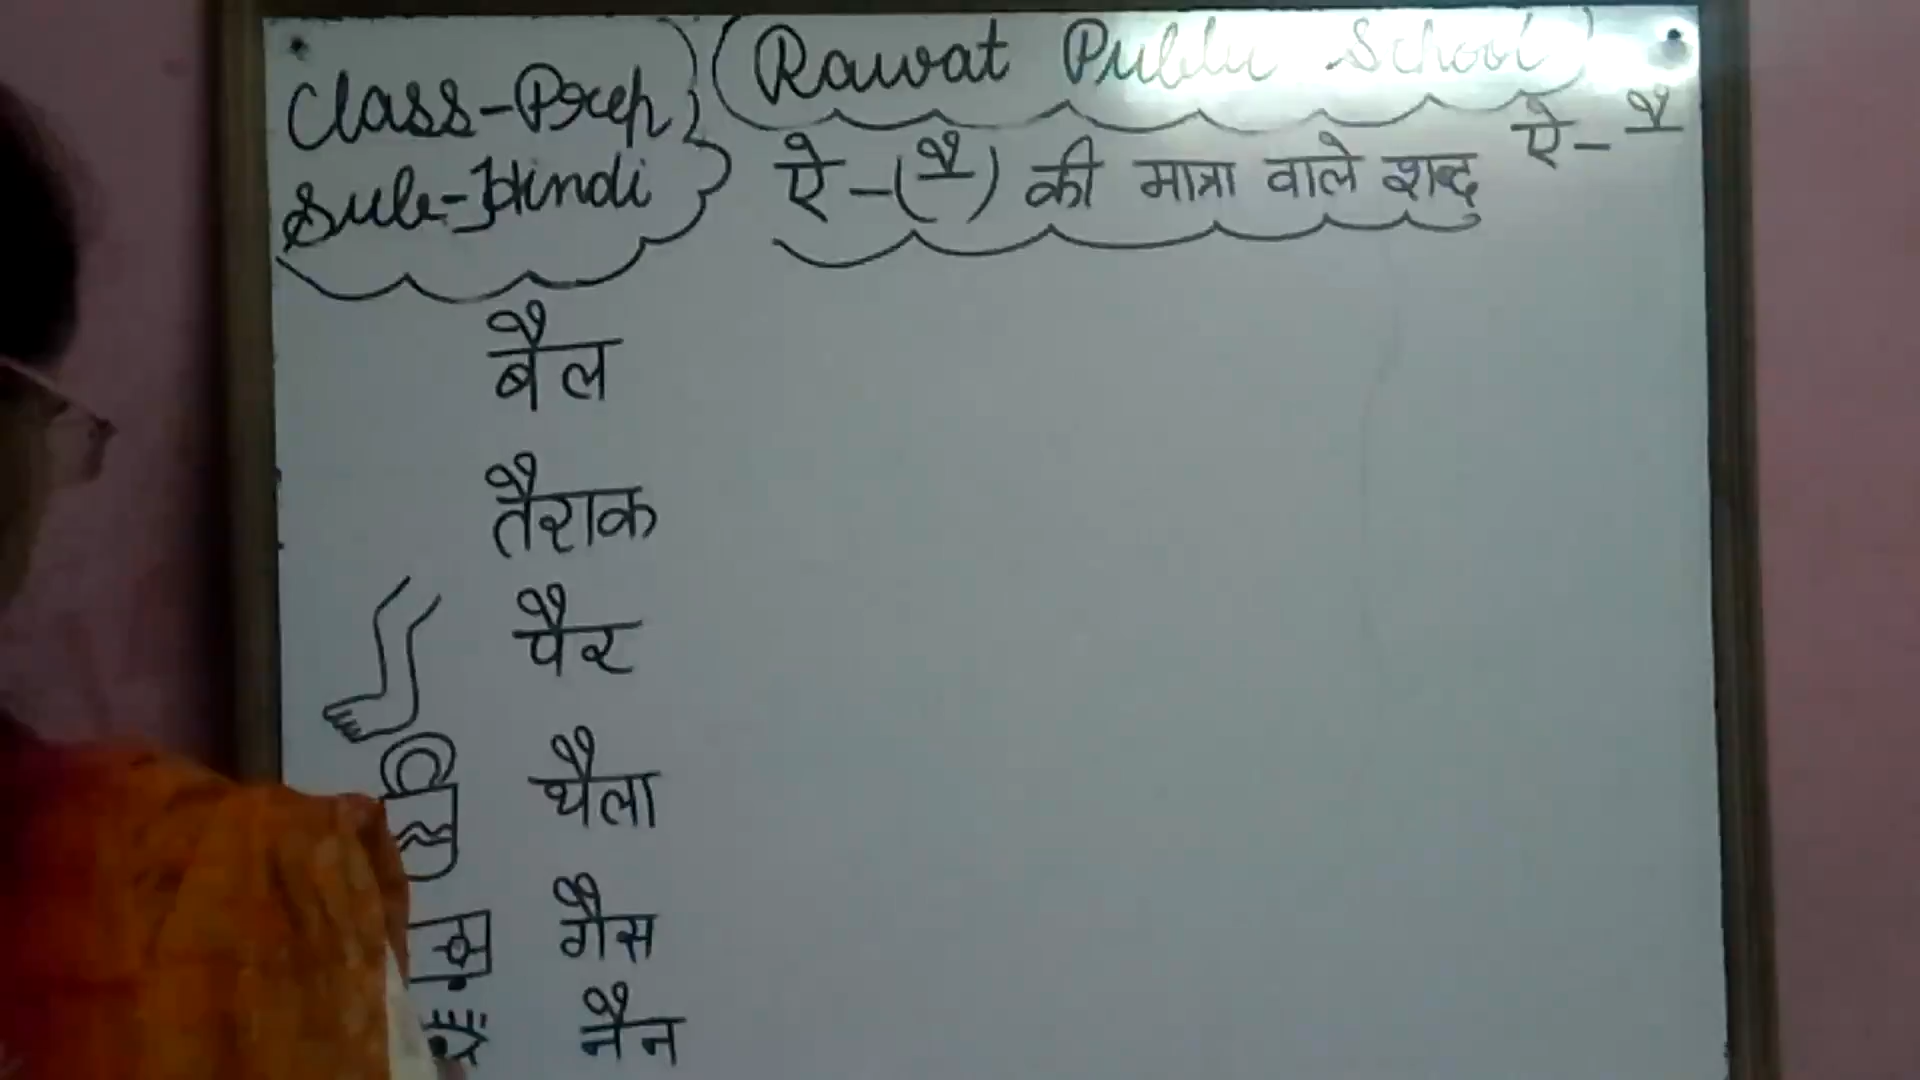 Class-Prep
(Rawat Public School)
Sub-Hindi
ऐ-(ै) की मात्रा वाले शब्द
ऐ-ै
बैल
तैराक
पैर
थैला
गैस
नैन